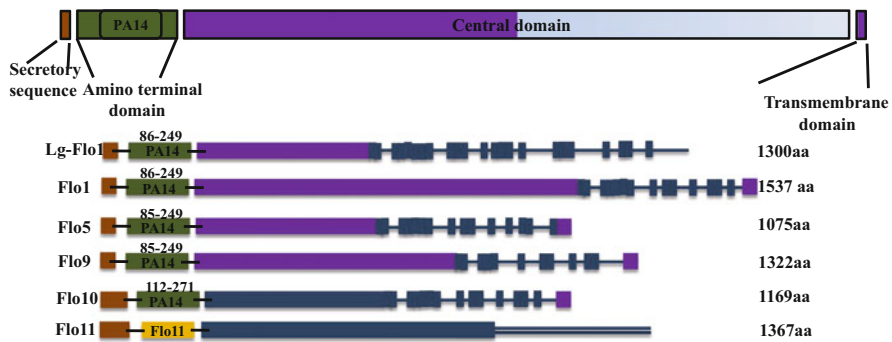 PA14
Central domain
Secretory
sequence
Amino terminal
domain
Transmembrane
domain
86-249
Lg-Flo1
PA14
1300aa
86-249
Flo1
PA14
1537 aa
85-249
Flo5
PA14
1075aa
85-249
Flo9
PA14
1322aa
112-271
Flo10
PA14
1169aa
Flo11
Flo11
1367aa